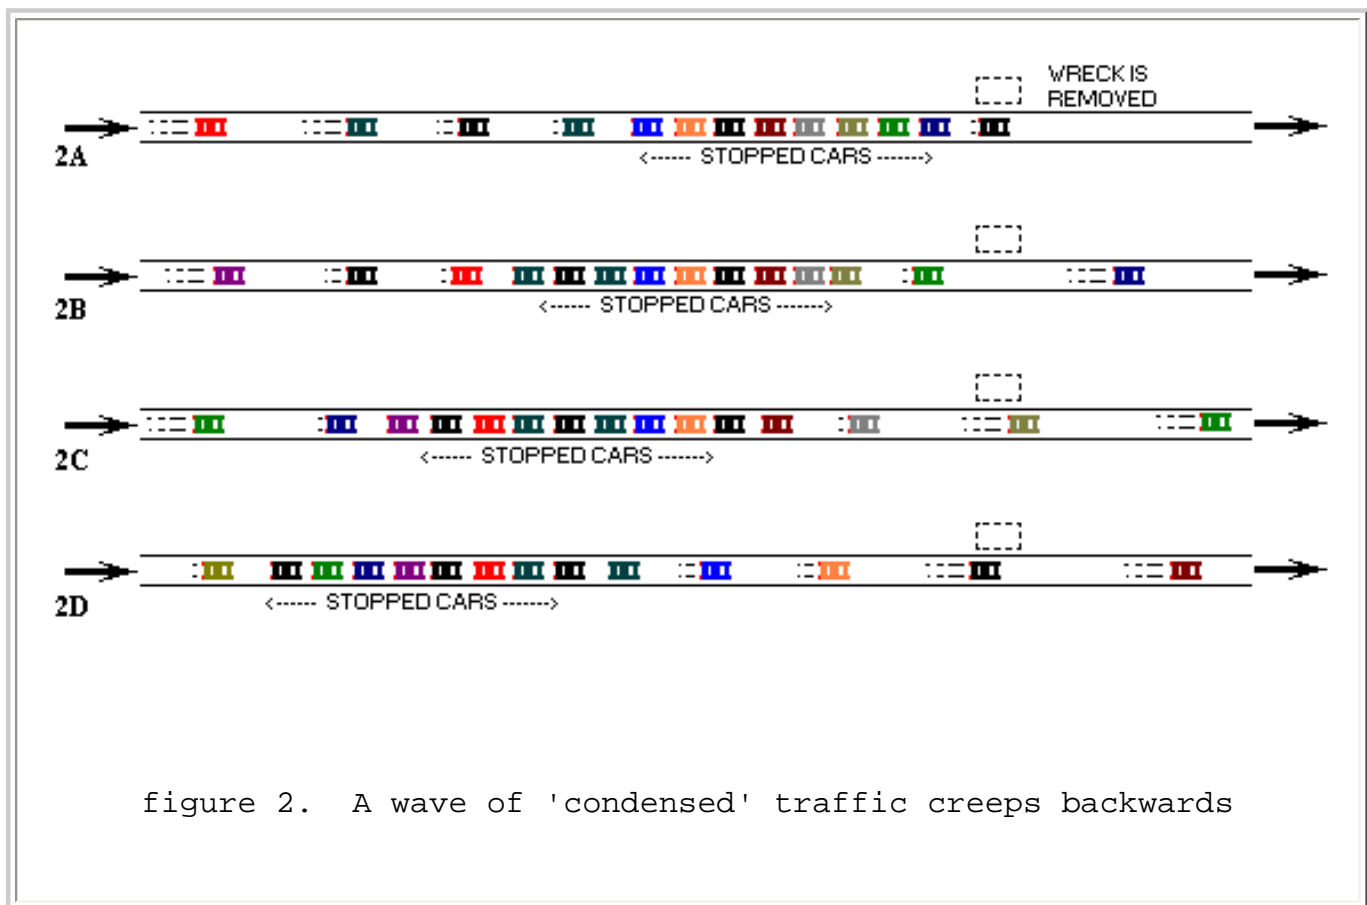 WRECK IS
REMOVED
2A
<------ STOPPED CARS ------->
2B
<------ STOPPED CARS ------->
2C
<------ STOPPED CARS ------->
2D
<------ STOPPED CARS ------->
figure 2.  A wave of 'condensed' traffic creeps backwards